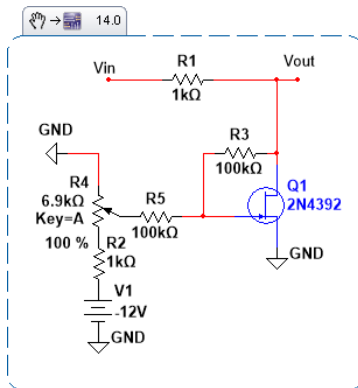 14.0
Vin
R1
1kΩ
Vout
GND
R3
100kΩ
R4
6.9kΩ
Key=A
100 %
R5
100kΩ
Q1
2N4392
R2
1kΩ
GND
V1
-12V
GND